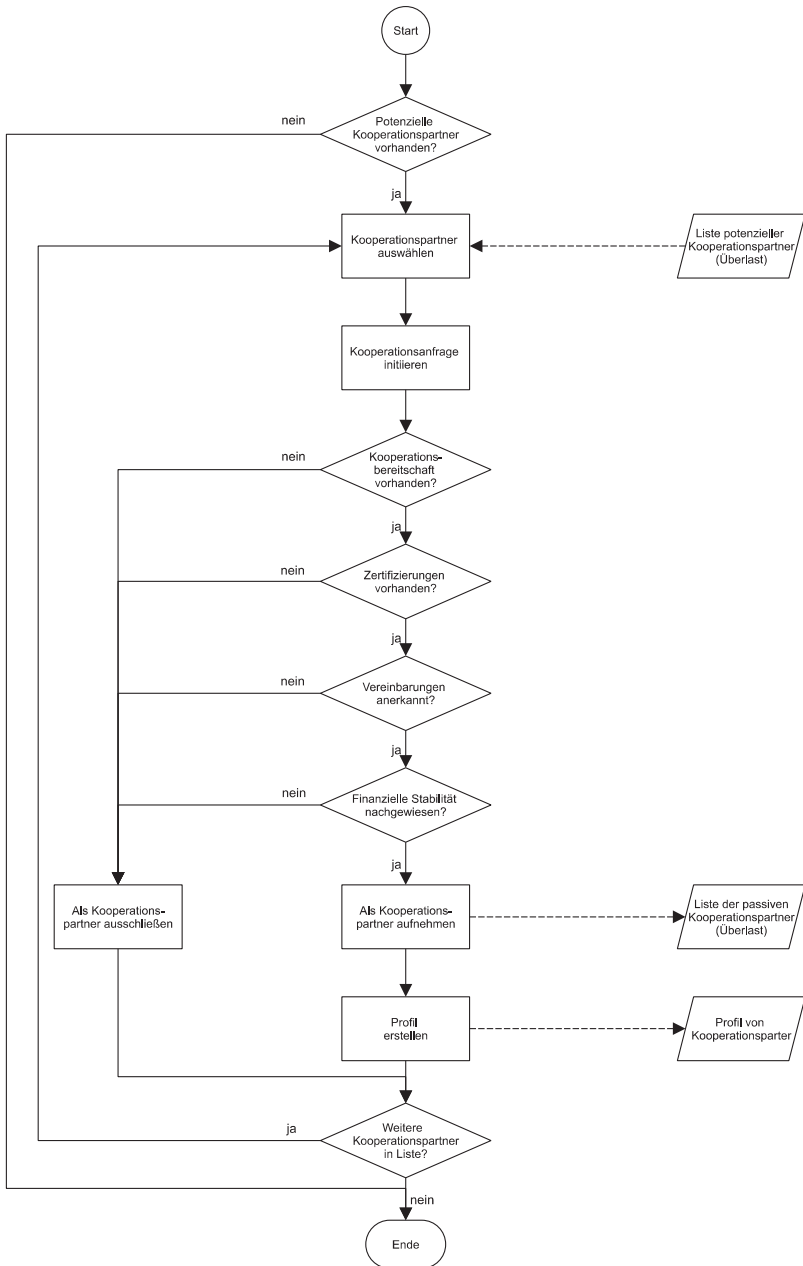 Start
nein
Potenzielle
Kooperationspartner
vorhanden?
ja
Kooperationspartner
auswählen
Liste potenzieller
Kooperationspartner
(Überlast)
Kooperationsanfrage
initiieren
nein
Kooperations-
bereitschaft
vorhanden?
ja
nein
Zertifizierungen
vorhanden?
ja
nein
Vereinbarungen
anerkannt?
ja
nein
Finanzielle Stabilität
nachgewiesen?
ja
Als Kooperations-
partner ausschließen
Als Kooperations-
partner aufnehmen
Liste der passiven
Kooperationspartner
(Überlast)
Profil
erstellen
Profil von
Kooperationsparter
ja
Weitere
Kooperationspartner
in Liste?
nein
Ende